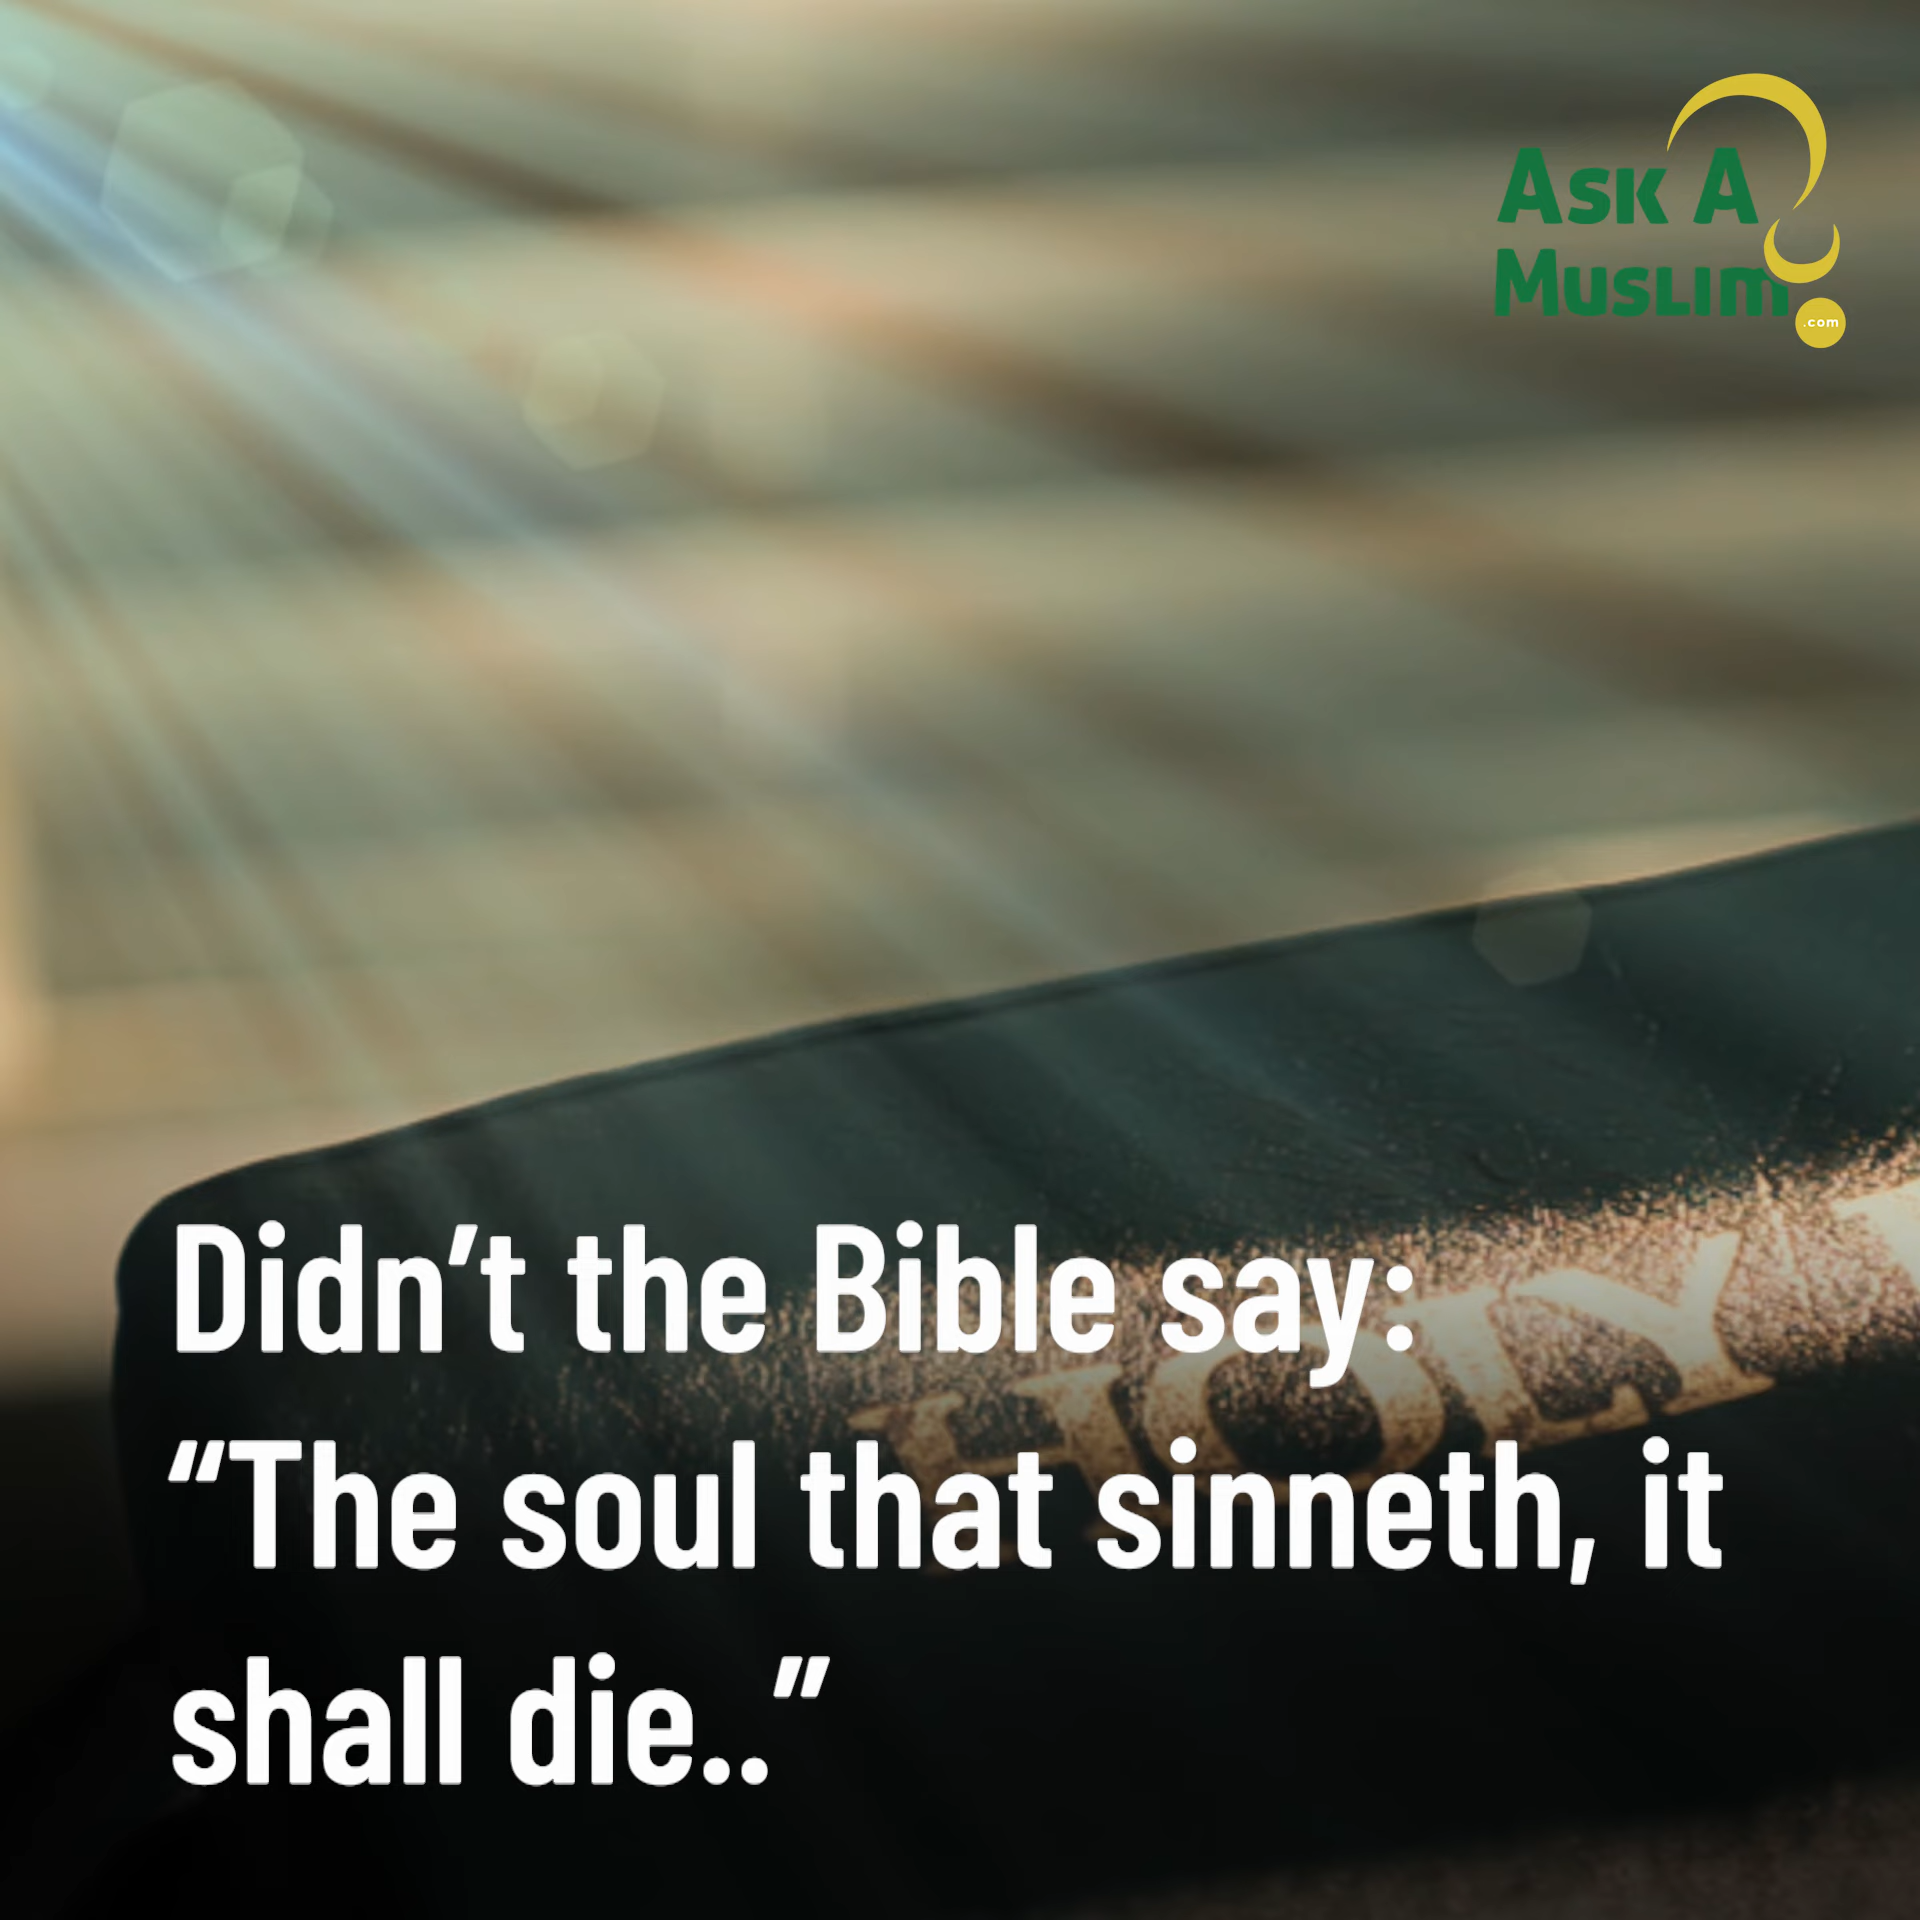 Ask A
Muslim
.com
Didn't the Bible say:
HOLY
“The soul that sinneth, it
shall die..”